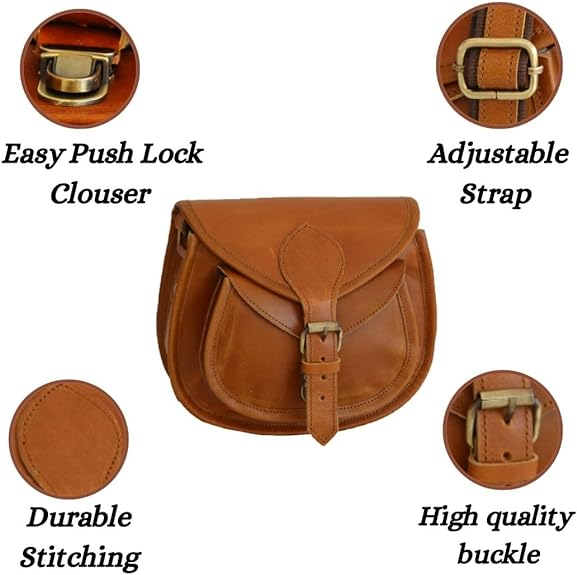 Easy Push Lock
Clouser
Adjustable
Strap
Durable
Stitching
High quality
buckle